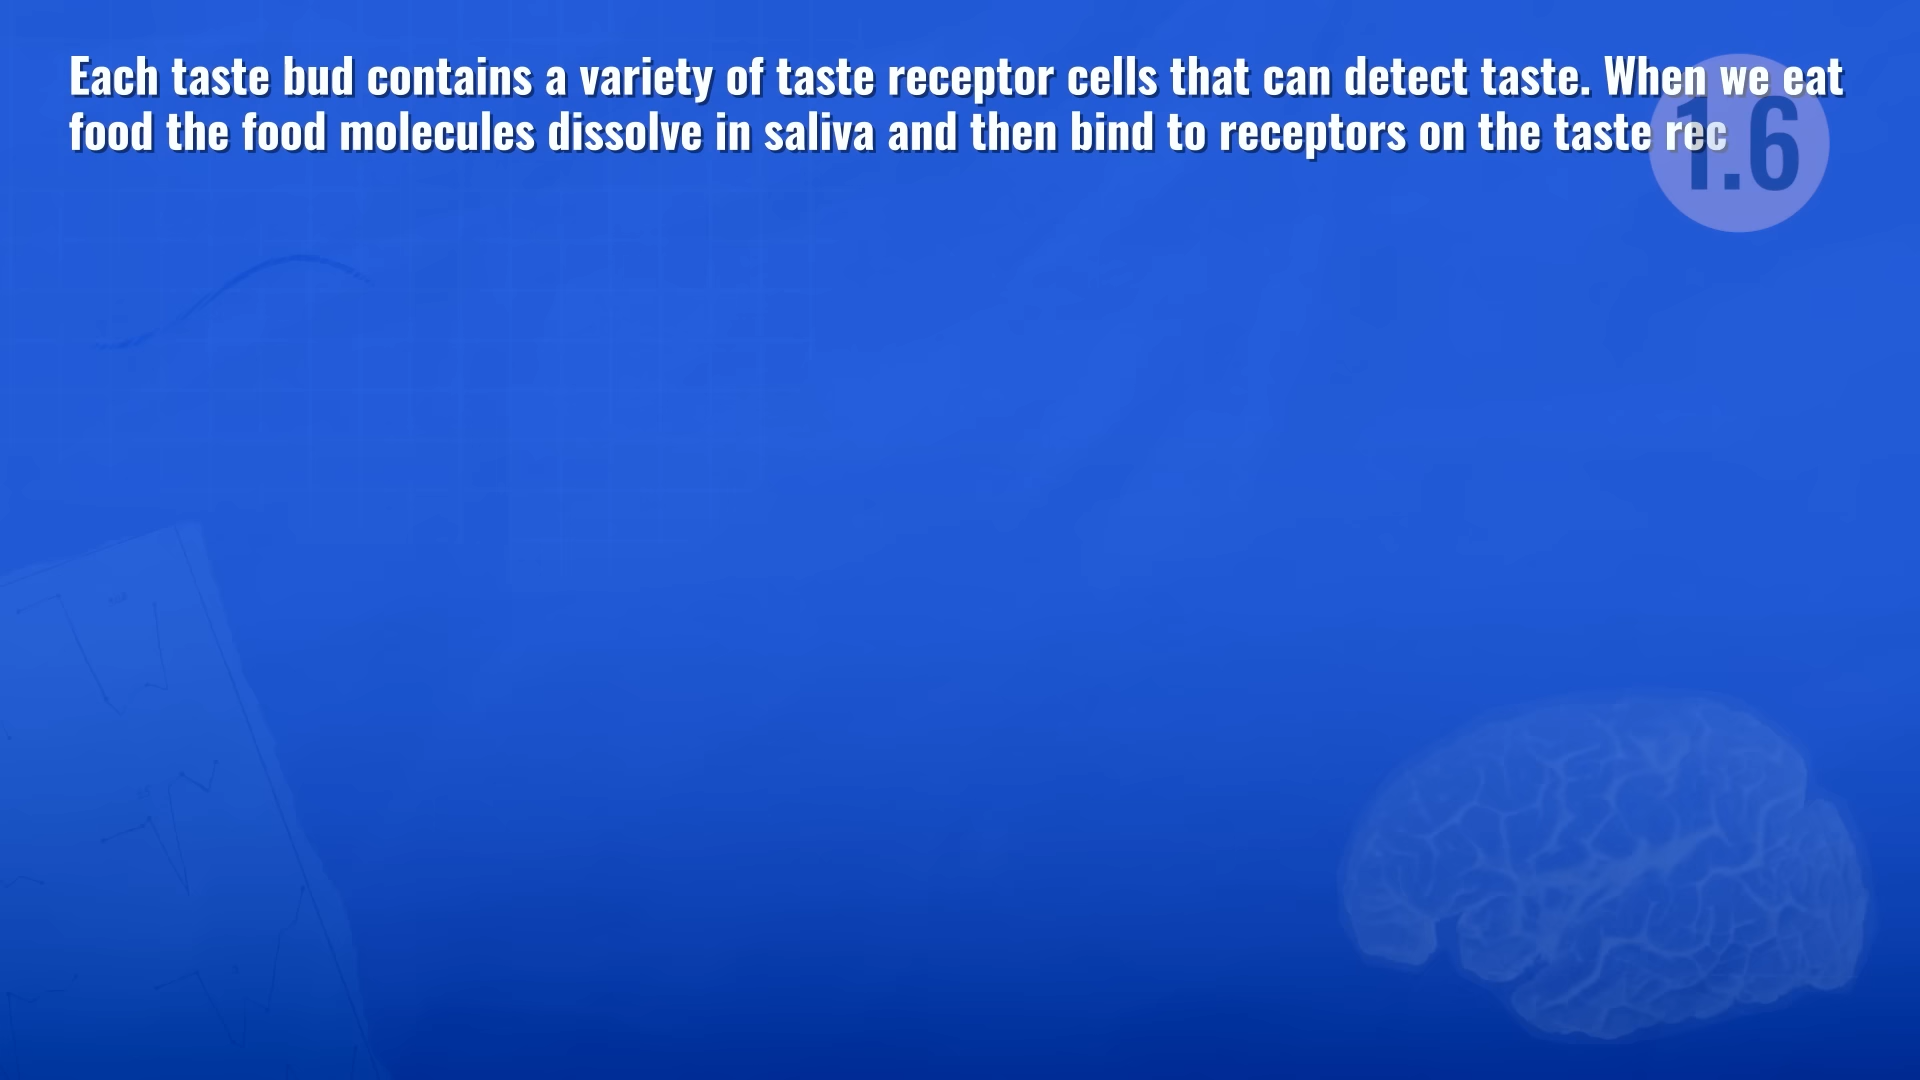 Each taste bud contains a variety of taste receptor cells that can detect taste. When we eat
food the food molecules dissolve in saliva and then bind to receptors on the taste rec
1.6